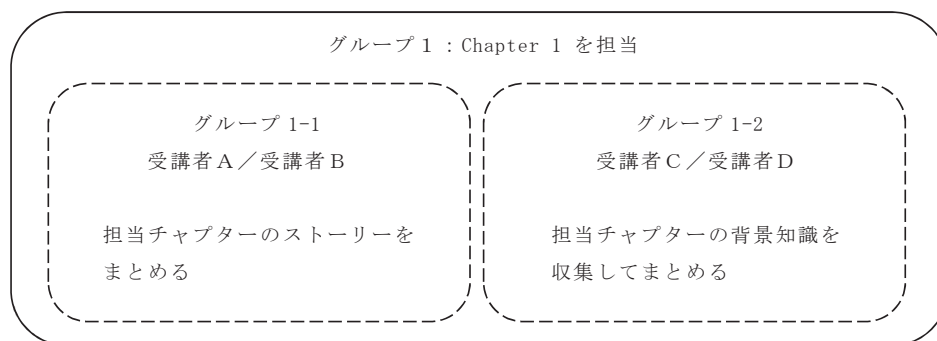 グループ１：Chapter 1 を担当
グループ 1-1
受講者Ａ／受講者Ｂ
担当チャプターのストーリーを
まとめる
グループ 1-2
受講者Ｃ／受講者Ｄ
担当チャプターの背景知識を
収集してまとめる